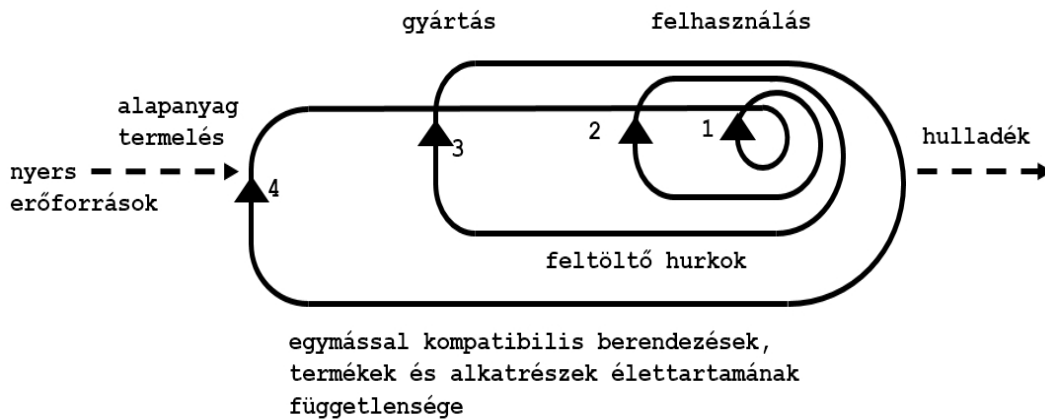 gyártás
felhasználás
alapanyag
termelés
nyers
erőforrások
4
3
2
1
hulladék
feltöltő hurkok
egymással kompatibilis berendezések,
termékek és alkatrészek élettartamának
függetlensége